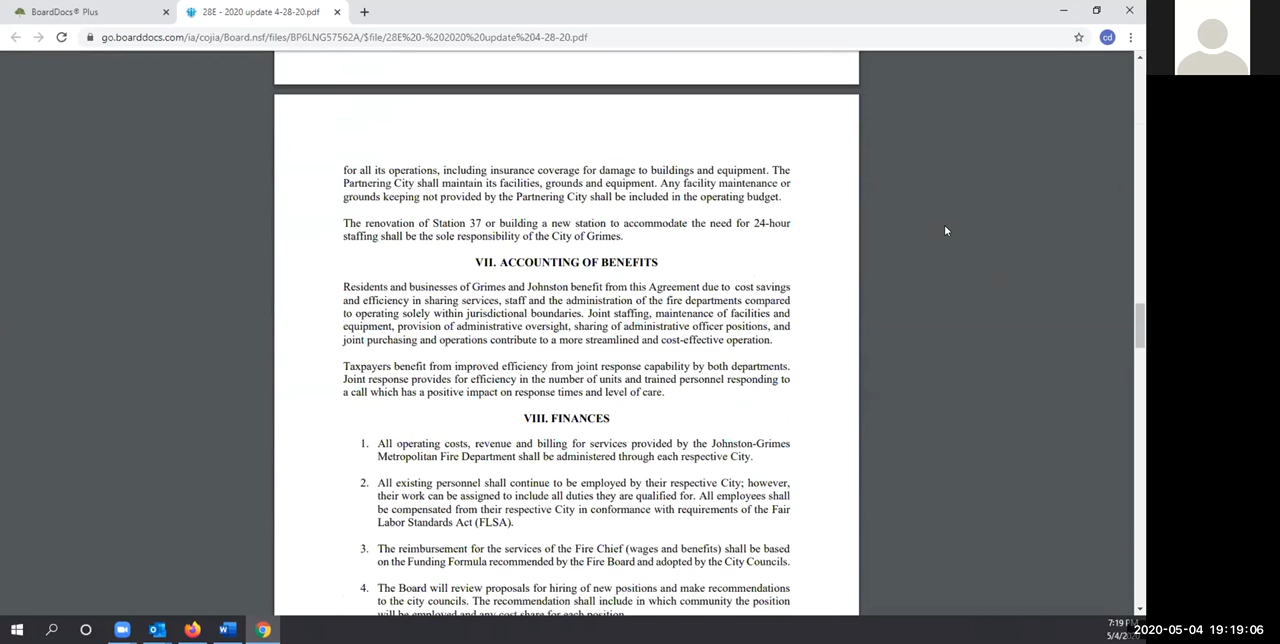 BoardDocs® Plus
28E - 2020 update 4-28-20.pdf
go.boarddocs.com/ia/cojia/Board.nsf/files/BP6LNG57562A/$file/28E%20-%202020%20update%204-28-20.pdf
cd
for all its operations, including insurance coverage for damage to buildings and equipment. The
Partnering City shall maintain its facilities, grounds and equipment. Any facility maintenance or
grounds keeping not provided by the Partnering City shall be included in the operating budget.
The renovation of Station 37 or building a new station to accommodate the need for 24-hour
staffing shall be the sole responsibility of the City of Grimes.
VII. ACCOUNTING OF BENEFITS
Residents and businesses of Grimes and Johnston benefit from this Agreement due to cost savings
and efficiency in sharing services, staff and the administration of the fire departments compared
to operating solely within jurisdictional boundaries. Joint staffing, maintenance of facilities and
equipment, provision of administrative oversight, sharing of administrative officer positions, and
joint purchasing and operations contribute to a more streamlined and cost-effective operation.
Taxpayers benefit from improved efficiency from joint response capability by both departments.
Joint response provides for efficiency in the number of units and trained personnel responding to
a call which has a positive impact on response times and level of care.
VIII. FINANCES
1. All operating costs, revenue and billing for services provided by the Johnston-Grimes
Metropolitan Fire Department shall be administered through each respective City.
2. All existing personnel shall continue to be employed by their respective City; however,
their work can be assigned to include all duties they are qualified for. All employees shall
be compensated from their respective City in conformance with requirements of the Fair
Labor Standards Act (FLSA).
3. The reimbursement for the services of the Fire Chief (wages and benefits) shall be based
on the Funding Formula recommended by the Fire Board and adopted by the City Councils.
4. The Board will review proposals for hiring of new positions and make recommendations
to the city councils. The recommendation shall include in which community the position
will be employed and any cost share for each position.
7:19 PM
5/4/20
2020-05-04 19:19:06